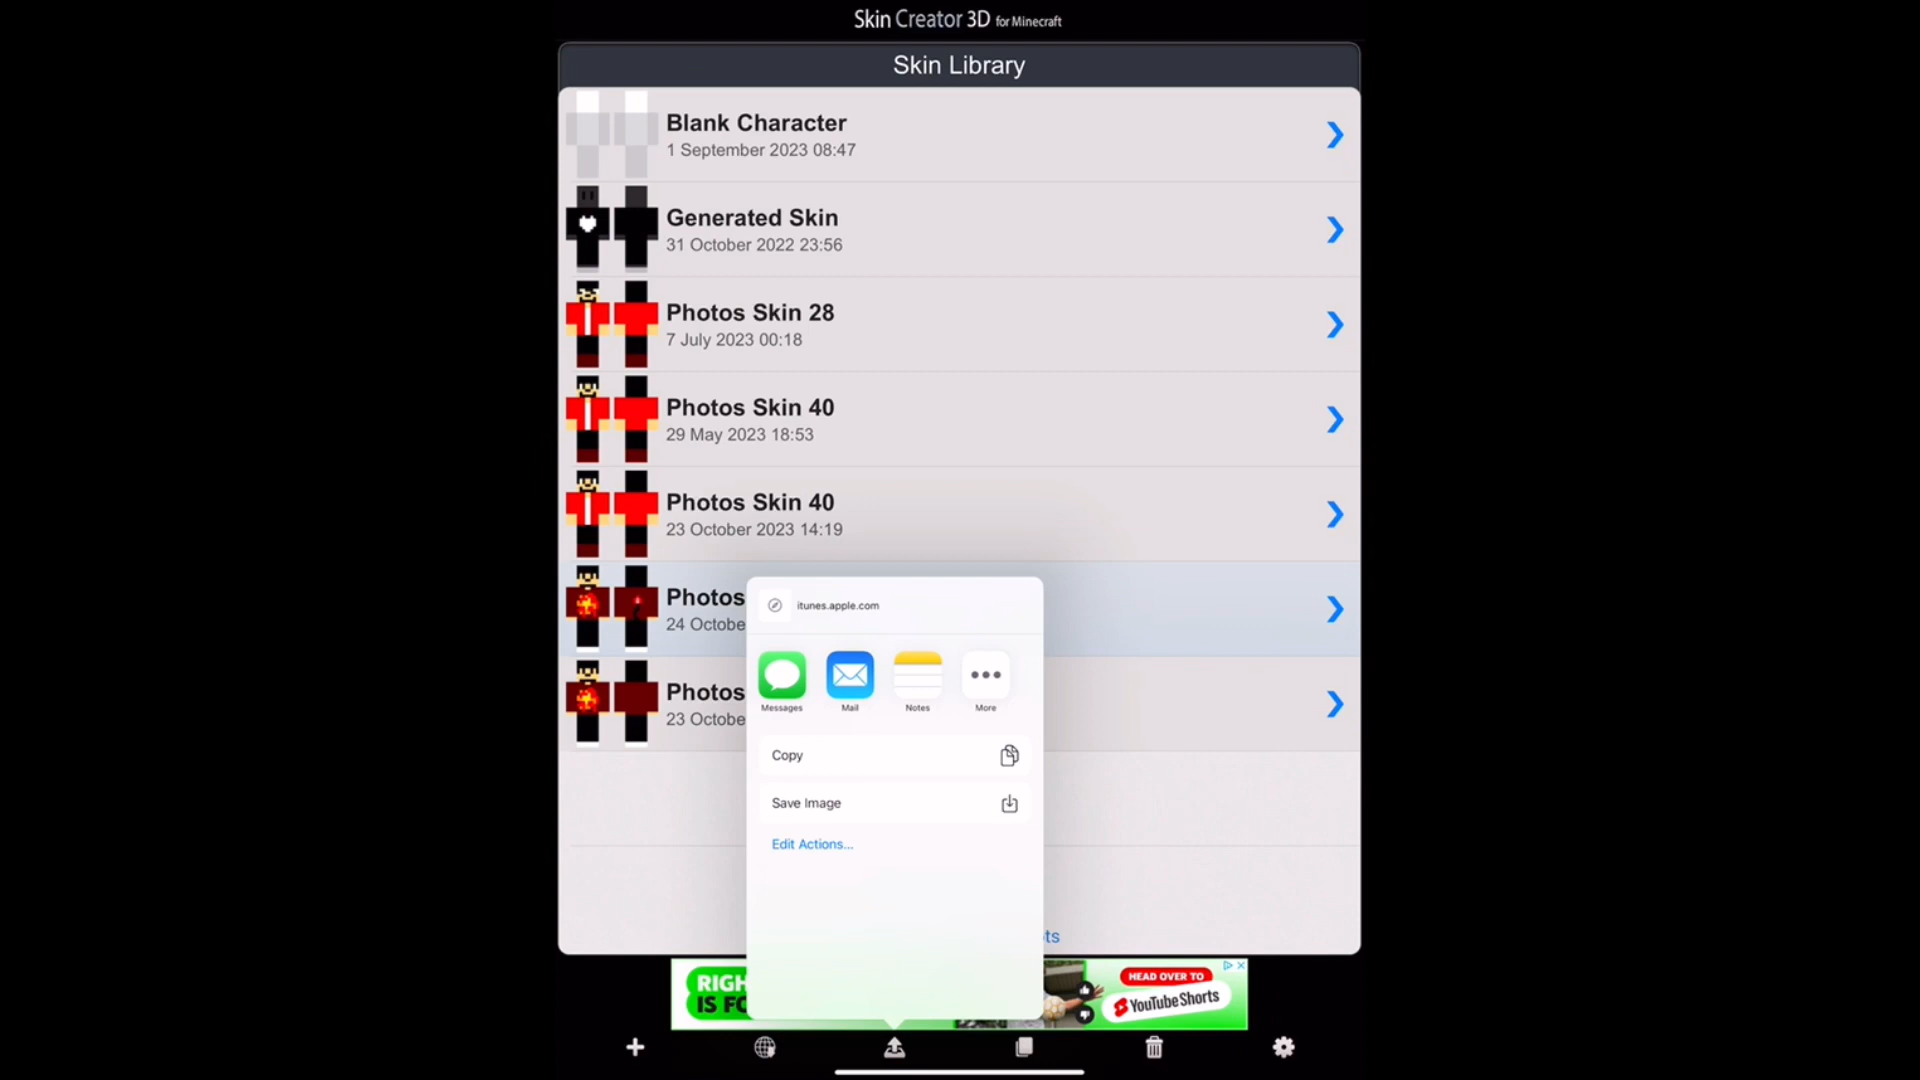 Skin Creator 3D for Minecraft
Skin Library
Blank Character
1 September 2023 08:47
Generated Skin
31 October 2022 23:56
Photos Skin 28
7 July 2023 00:18
Photos Skin 40
29 May 2023 18:53
Photos Skin 40
23 October 2023 14:19
Photos
24 Octobe
Photos
23 Octobe
itunes.apple.com
Messages
Mail
Notes
More
Copy
Save Image
Edit Actions...
ts
RIGH
IS FO
HEAD OVER TO
YouTube Shorts